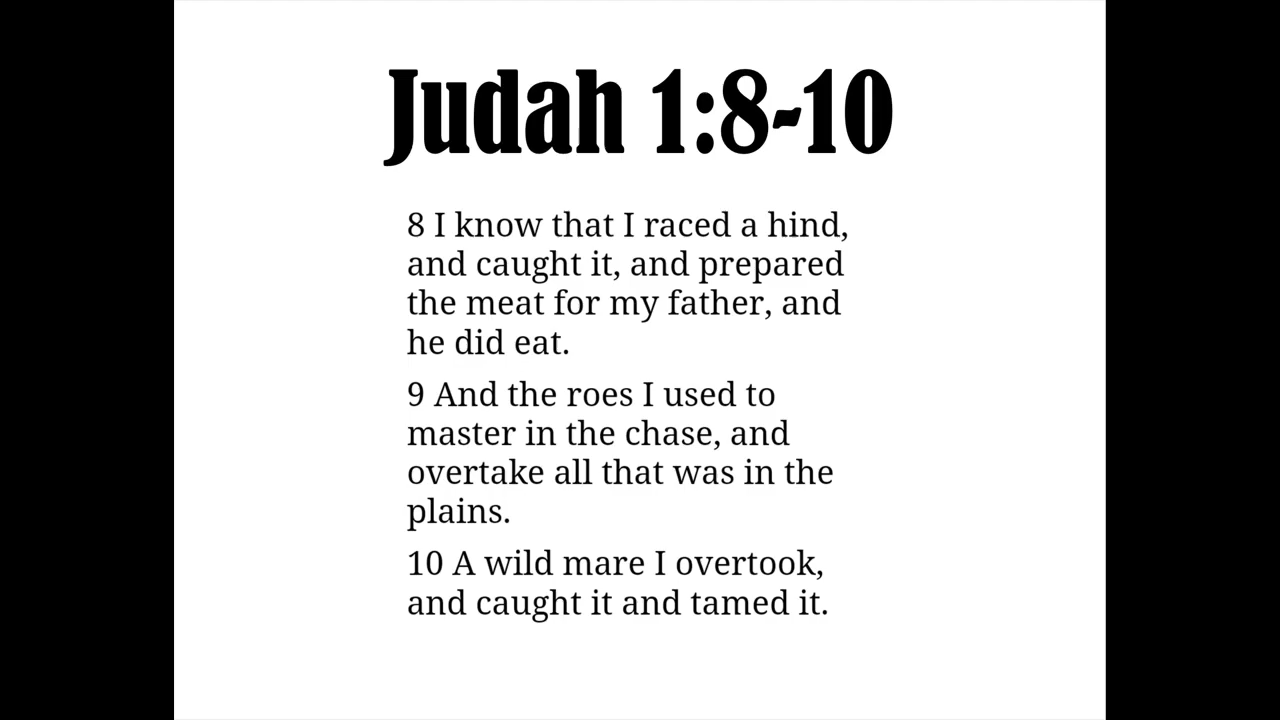 Judah 1:8-10
8 I know that I raced a hind,
and caught it, and prepared
the meat for my father, and
he did eat.
9 And the roes I used to
master in the chase, and
overtake all that was in the
plains.
10 A wild mare I overtook,
and caught it and tamed it.